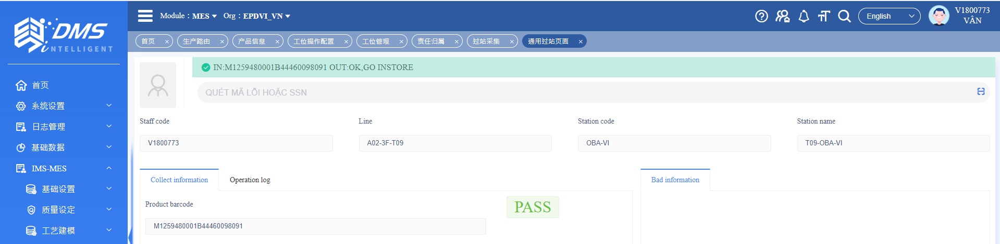 DMS
iNTELLIGENT
Module：MES Org：EPDVI_VN
English
V1800773
VÂN
首页 × 生产路由 × 产品信息 × 工位操作配置 × 工位管理 × 责任归属 × 过站采集 × 通用过站页面 ×
首页
系统设置
日志管理
基础数据
IMS-MES
基础设置
质量设定
工艺建模
IN:M1259480001B44460098091 OUT:OK,GO INSTORE
QUÉT MÃ LỖI HOẶC SSN
Staff code Line Station code Station name
V1800773 A02-3F-T09 OBA-VI T09-OBA-VI
Collect information Operation log Bad information
Product barcode PASS
M1259480001B44460098091